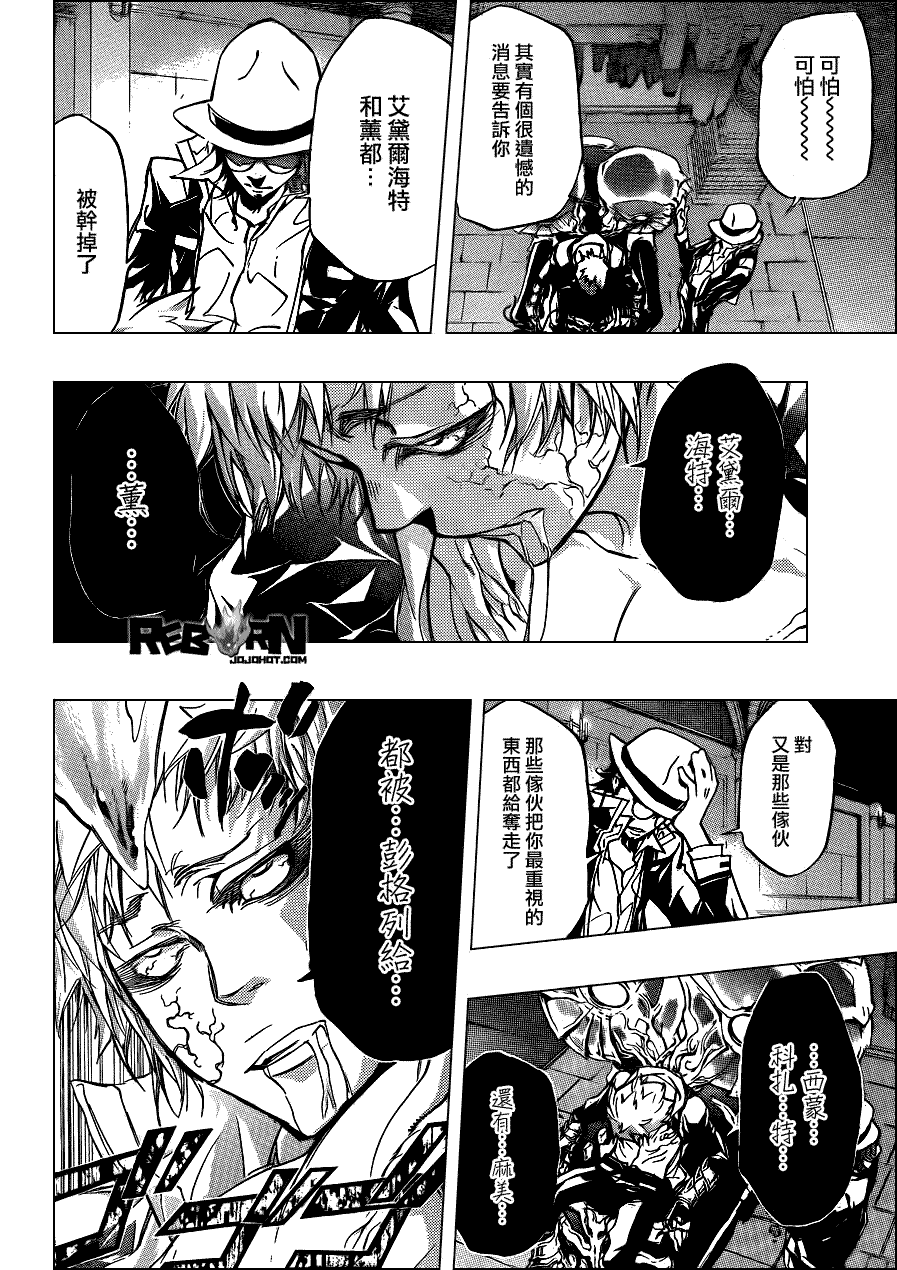 可怕~~~~~
可怕~~~~~
其實有個很遺憾的
消息要告訴你
艾黛爾海特
和薰都…
被幹掉了
艾黛爾…
海特…
…薰…
REBORN
JOJOHOT.COM
對
又是那些傢伙
那些傢伙把你最重視的
東西都給奪走了
…西蒙…
科扎…特…
還有…麻美…
都被…彭格列給…